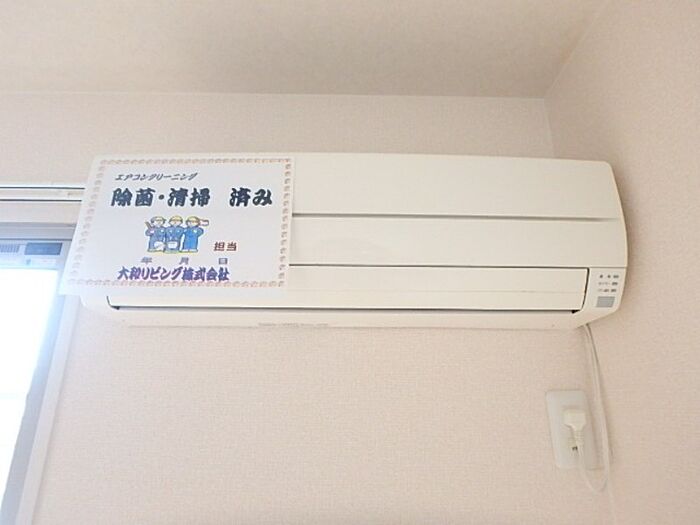 エアコンクリーニング
除菌・清掃 済み
担当
年 月 日
大和リビング株式会社